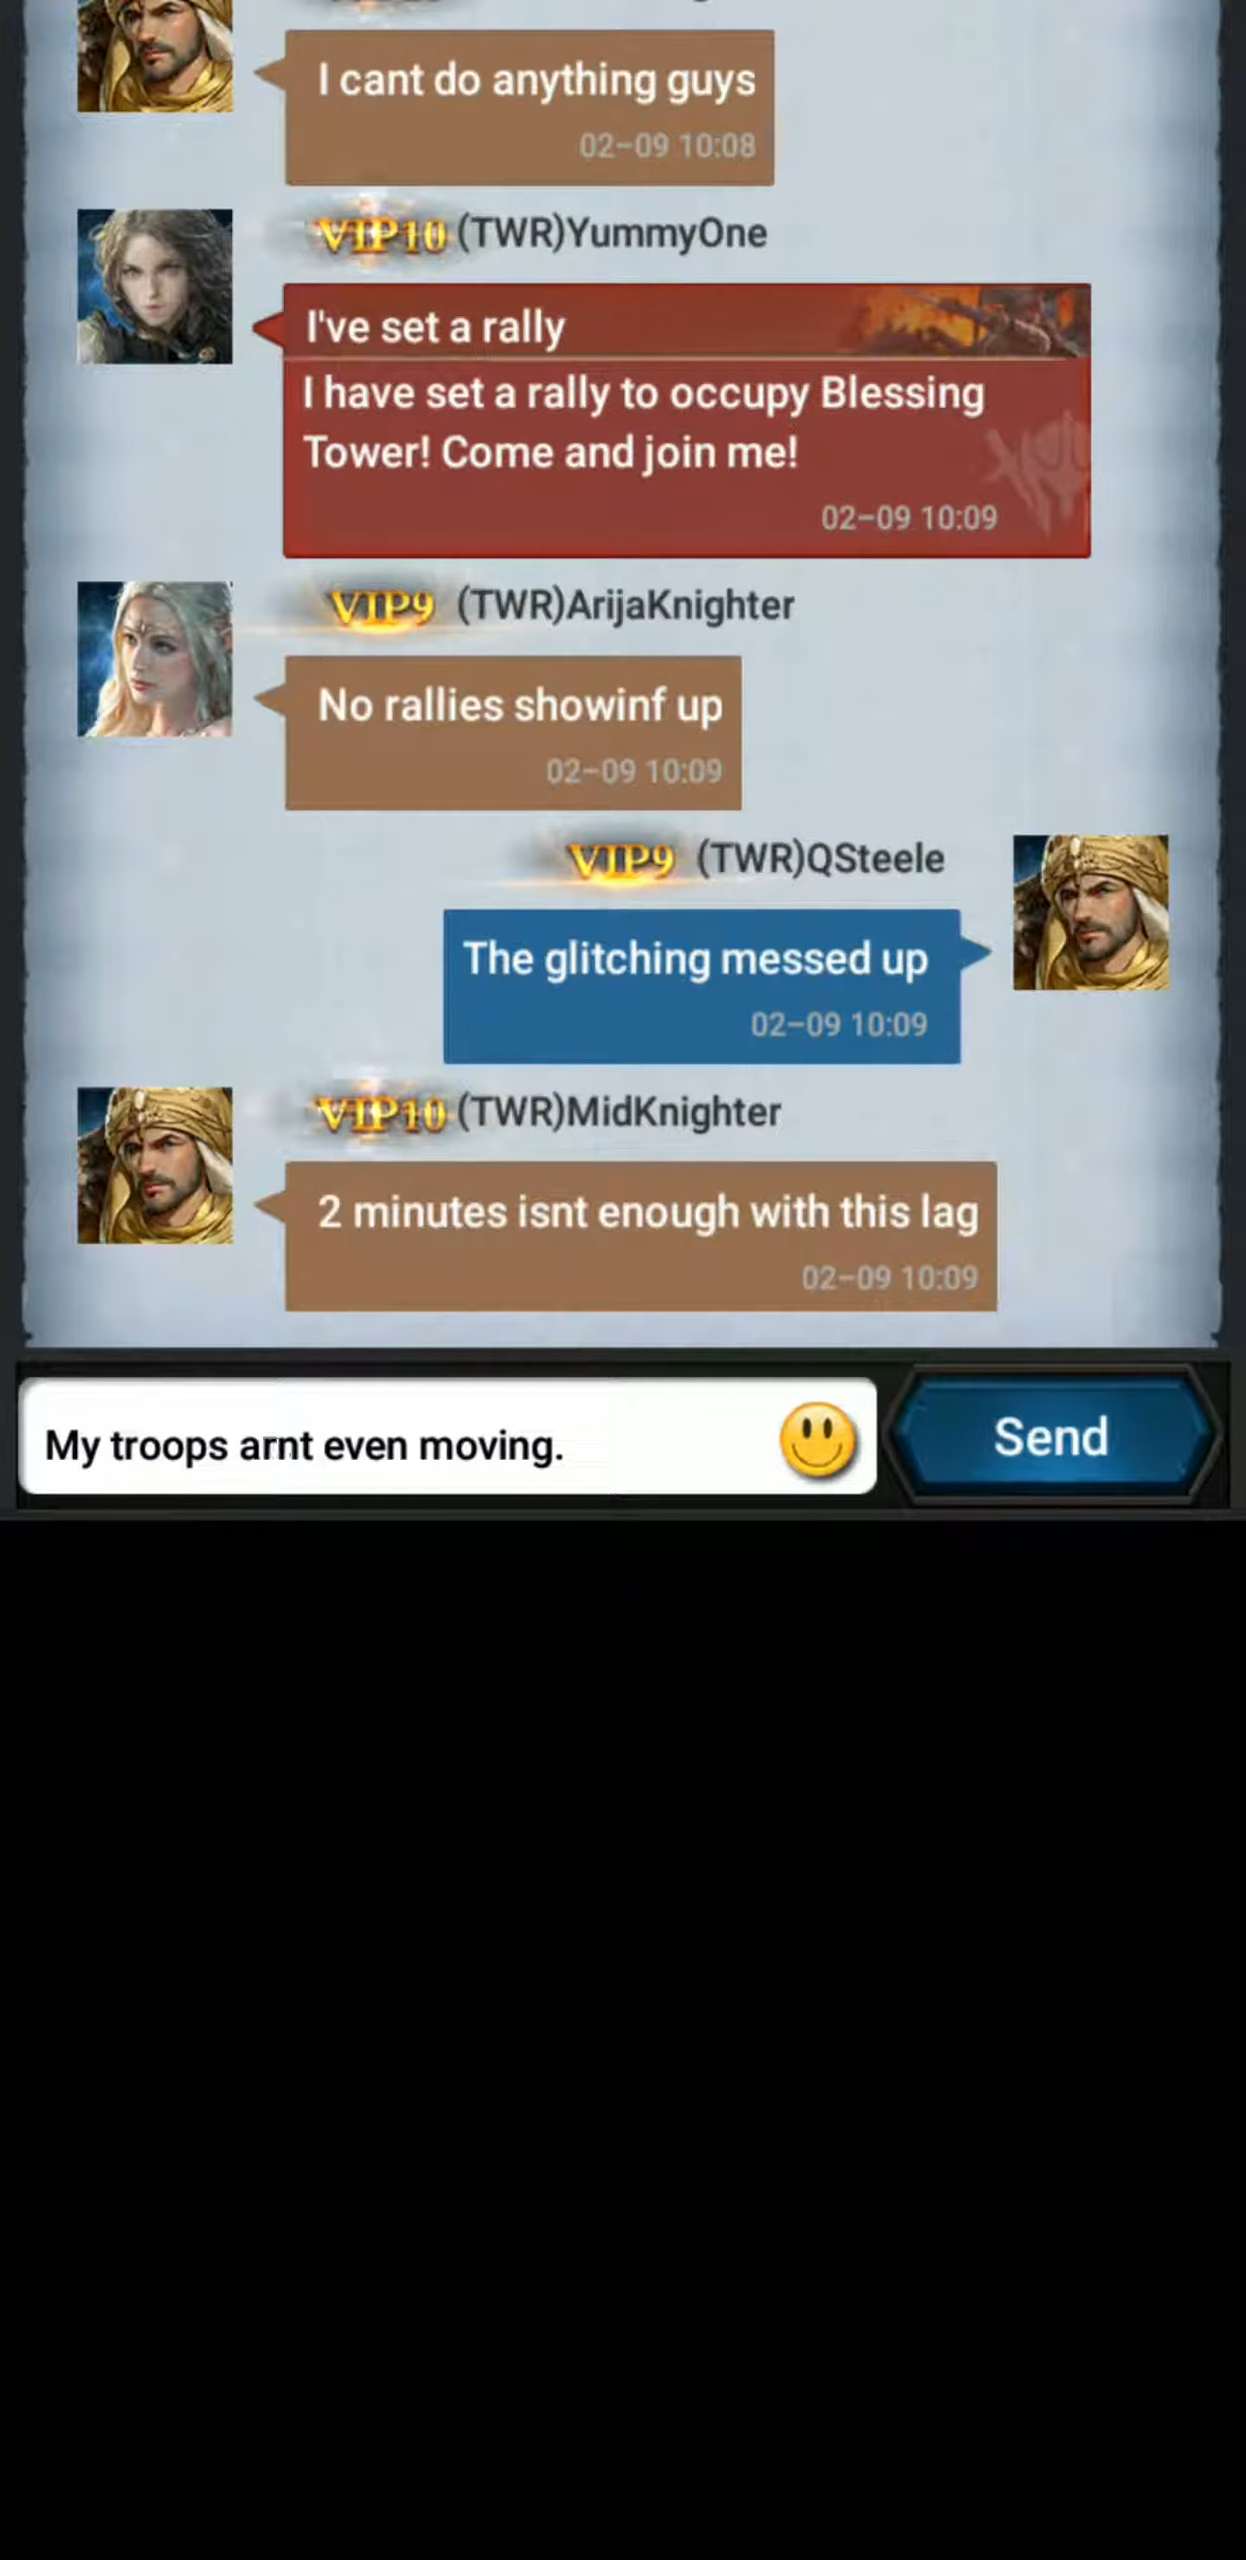 I cant do anything guys
02-09 10:08
VIP10 (TWR)YummyOne
I've set a rally
I have set a rally to occupy Blessing
Tower! Come and join me!
02-09 10:09
VIP9 (TWR)ArijaKnighter
No rallies showinf up
02-09 10:09
VIP9 (TWR)QSteele
The glitching messed up
02-09 10:09
VIP10 (TWR)MidKnighter
2 minutes isnt enough with this lag
02-09 10:09
My troops arnt even moving.
Send